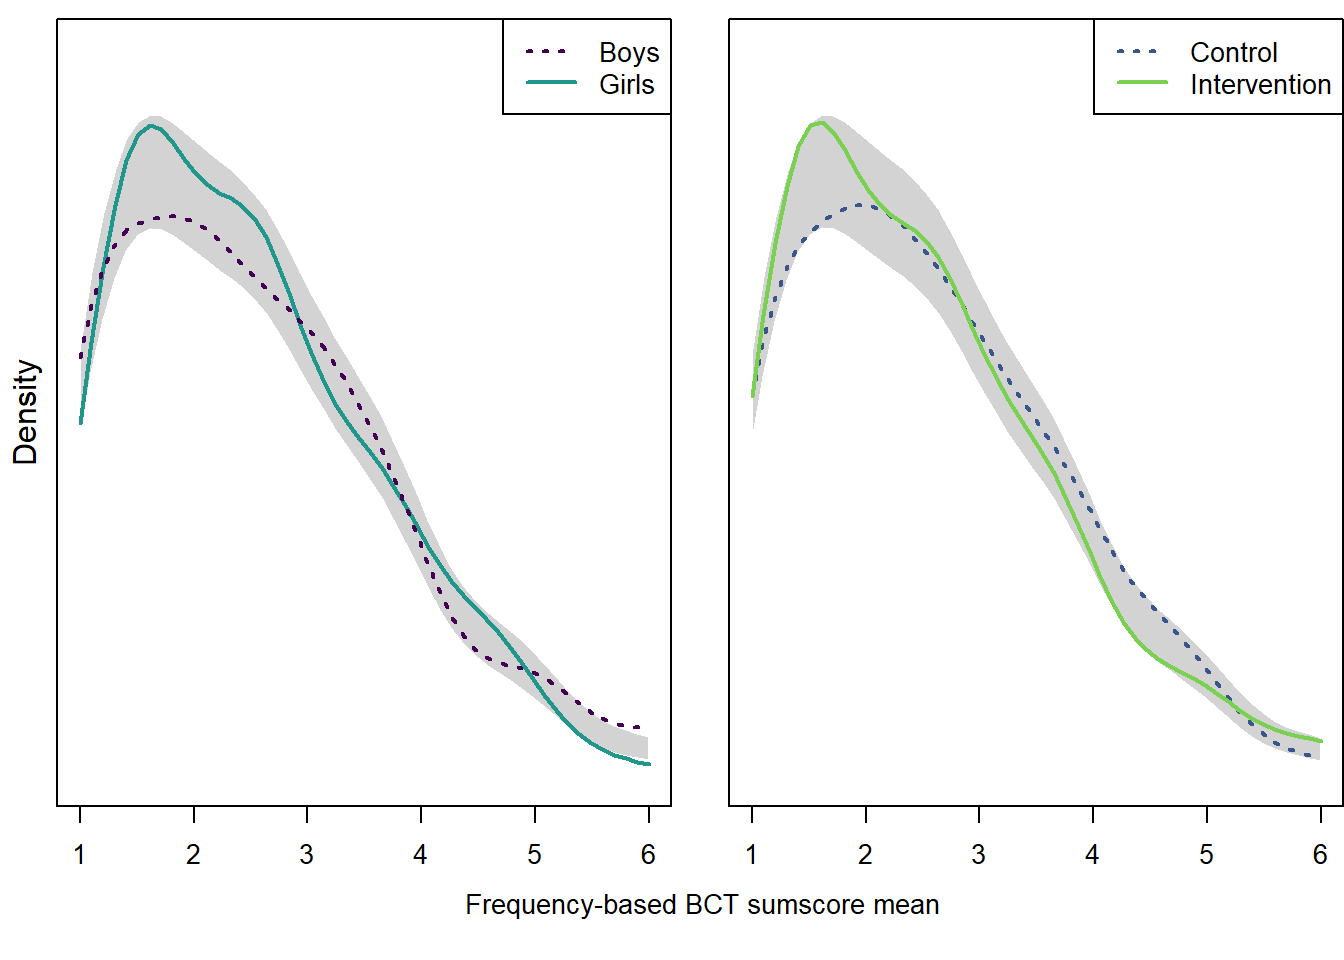 Boys
Girls
Control
Intervention
Density
1 2 3 4 5 6
1 2 3 4 5 6
Frequency-based BCT sumscore mean